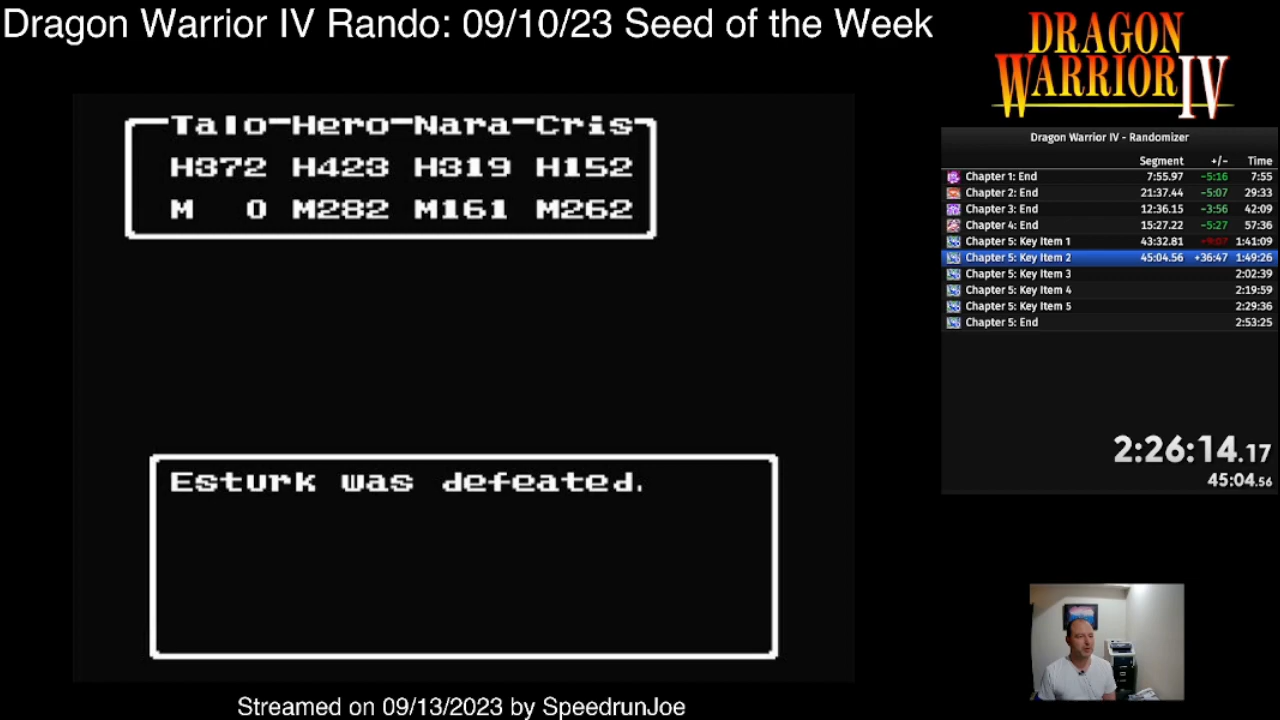 Dragon Warrior IV Rando: 09/10/23 Seed of the Week
DRAGON
WARRIOR IV
Talo Hero Nara Cris
H372 H423 H319 H152
M 0 M282 M161 M262
Esturk was defeated.
Dragon Warrior IV - Randomizer
Segment +/- Time
Chapter 1: End 7:55.97 -5:16 7:55
Chapter 2: End 21:37.44 -5:07 29:33
Chapter 3: End 12:36.15 -3:56 42:09
Chapter 4: End 15:27.22 -5:27 57:36
Chapter 5: Key Item 1 43:32.81 +9:07 1:41:09
Chapter 5: Key Item 2 45:04.56 +36:47 1:49:26
Chapter 5: Key Item 3 2:02:39
Chapter 5: Key Item 4 2:19:59
Chapter 5: Key Item 5 2:29:36
Chapter 5: End 2:53:25
2:26:14.17
45:04.56
Streamed on 09/13/2023 by SpeedrunJoe